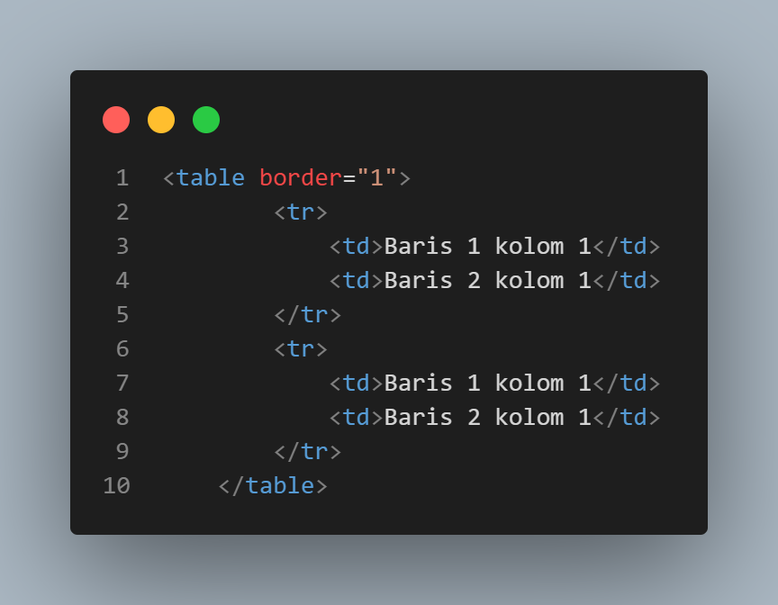 1 <table border="1">
2 <tr>
3 <td>Baris 1 kolom 1</td>
4 <td>Baris 2 kolom 1</td>
5 </tr>
6 <tr>
7 <td>Baris 1 kolom 1</td>
8 <td>Baris 2 kolom 1</td>
9 </tr>
10 </table>